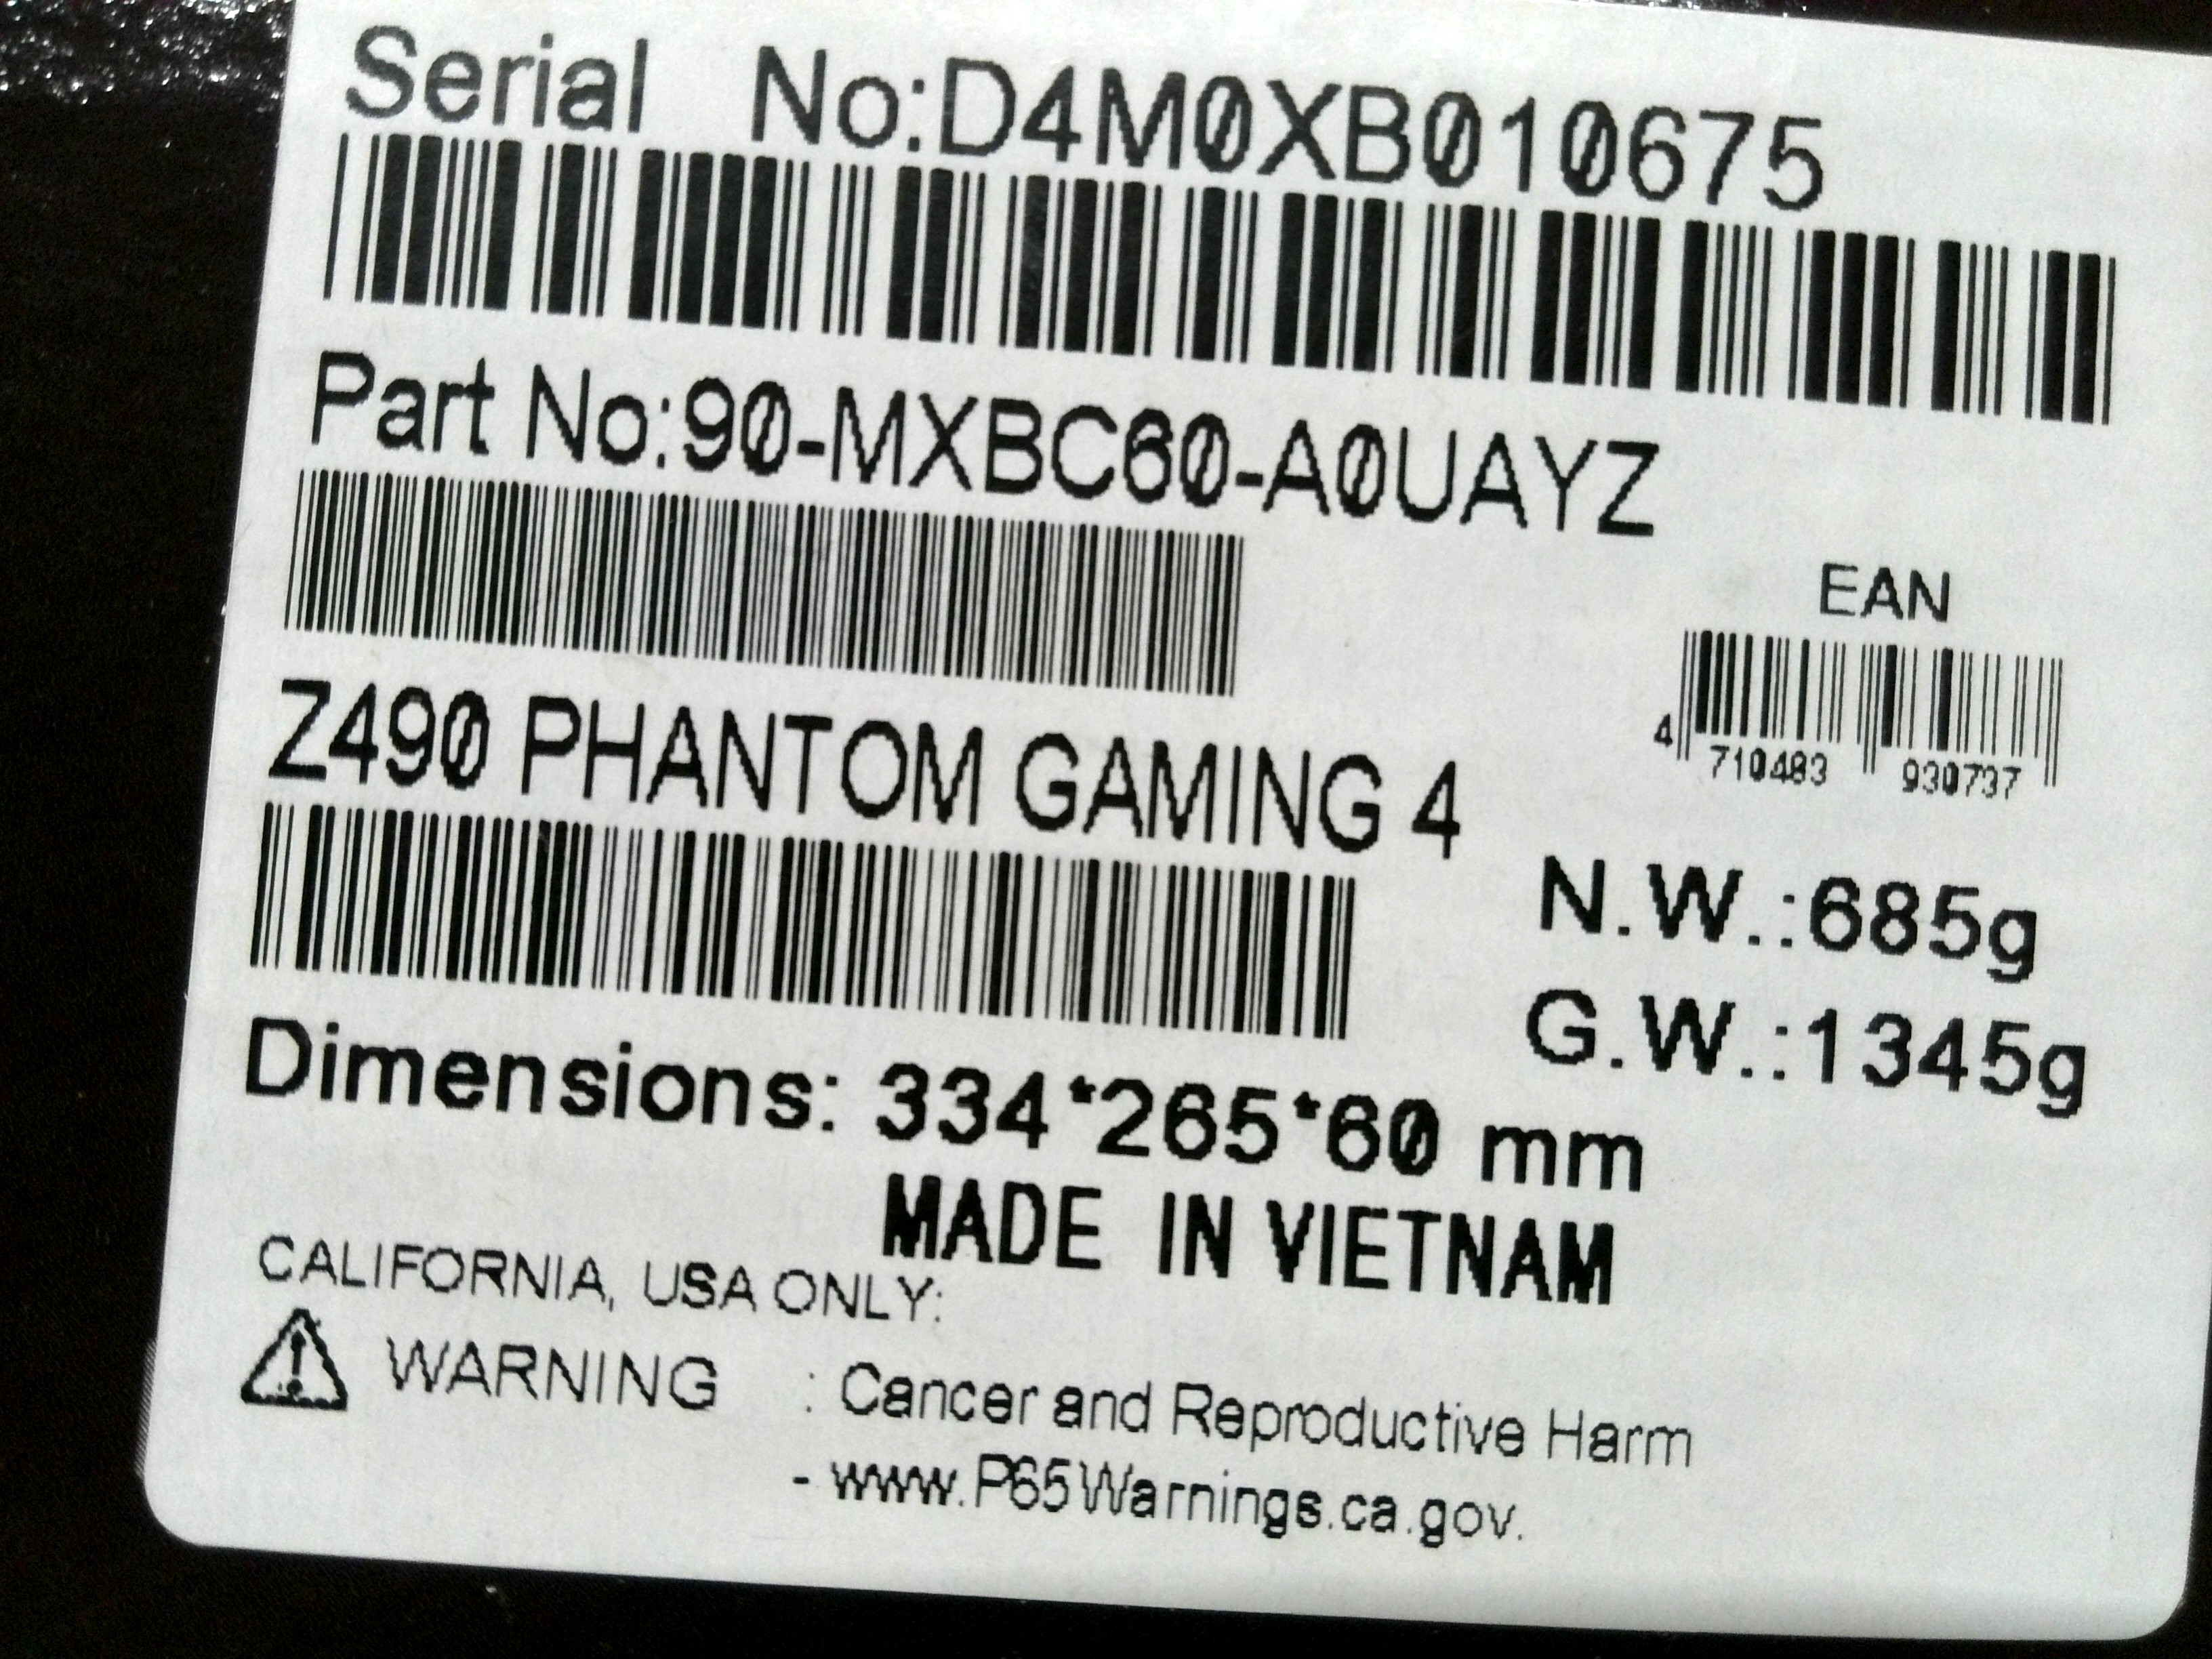 Serial No:D4M0XB010675
Part No:90-MXBC60-A0UAYZ
EAN
4 710483 930737
Z490 PHANTOM GAMING 4
N.W.:685g
G.W.:1345g
Dimensions: 334*265*60 mm
MADE IN VIETNAM
CALIFORNIA, USA ONLY:
WARNING : Cancer and Reproductive Harm
- www.P65Warnings.ca.gov.